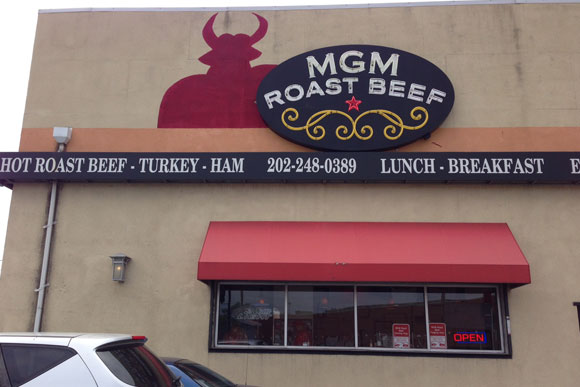 MGM
ROAST BEEF
HOT ROAST BEEF - TURKEY - HAM 202-248-0389 LUNCH - BREAKFAST E
OPEN